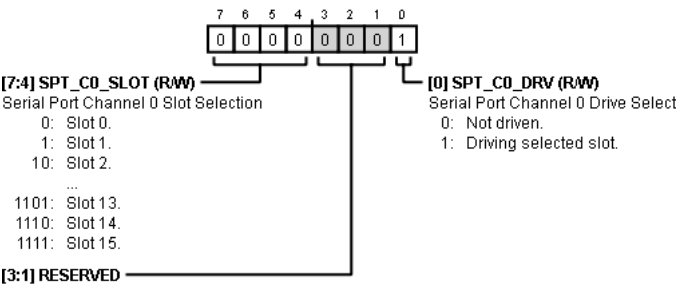 7 6 5 4 3 2 1 0
0 0 0 0 0 0 0 1
[7:4] SPT_C0_SLOT (R/W)
Serial Port Channel 0 Slot Selection
0: Slot 0.
1: Slot 1.
10: Slot 2.
...
1101: Slot 13.
1110: Slot 14.
1111: Slot 15.
[3:1] RESERVED
[0] SPT_C0_DRV (R/W)
Serial Port Channel 0 Drive Select
0: Not driven.
1: Driving selected slot.